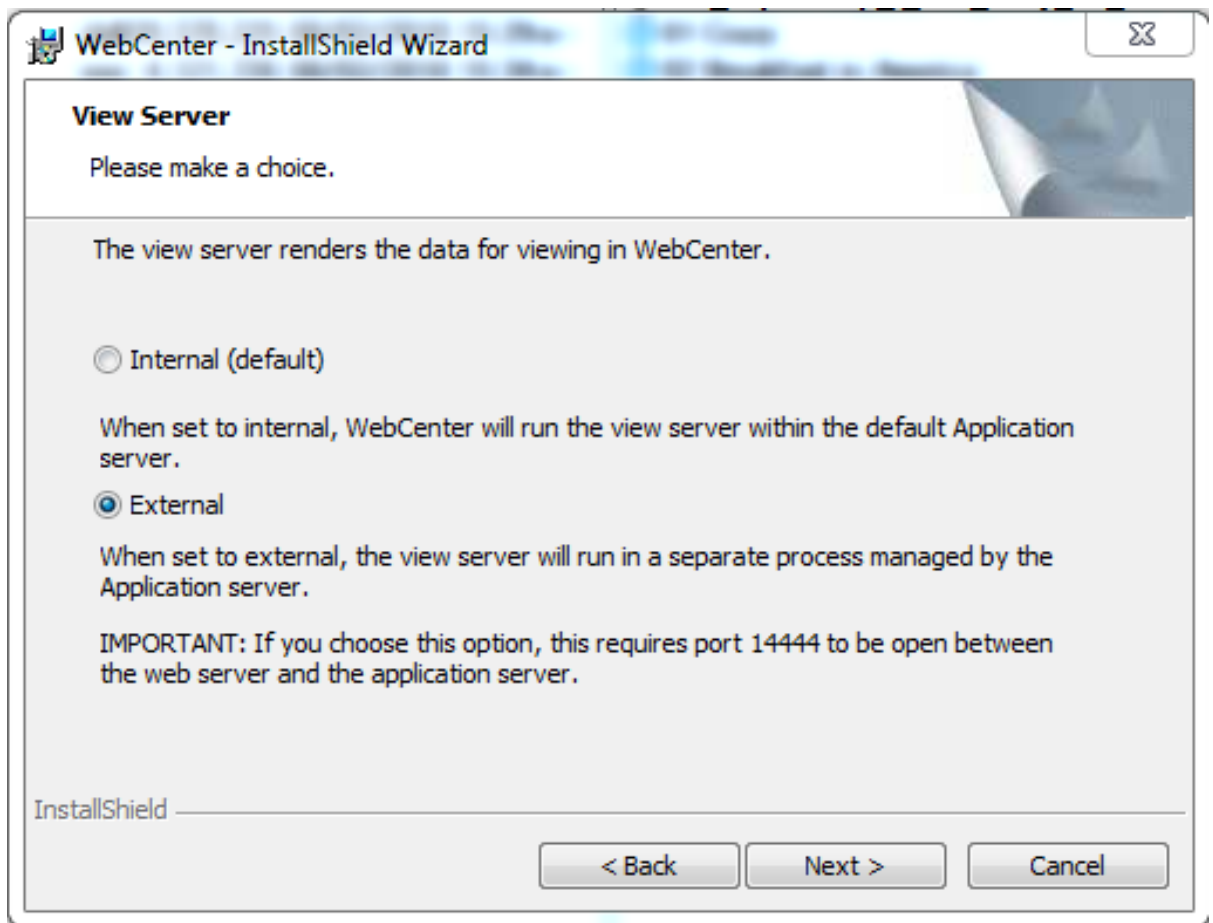 WebCenter - InstallShield Wizard
View Server
Please make a choice.
The view server renders the data for viewing in WebCenter.
Internal (default)
When set to internal, WebCenter will run the view server within the default Application
server.
External
When set to external, the view server will run in a separate process managed by the
Application server.
IMPORTANT: If you choose this option, this requires port 14444 to be open between
the web server and the application server.
InstallShield
< Back
Next >
Cancel